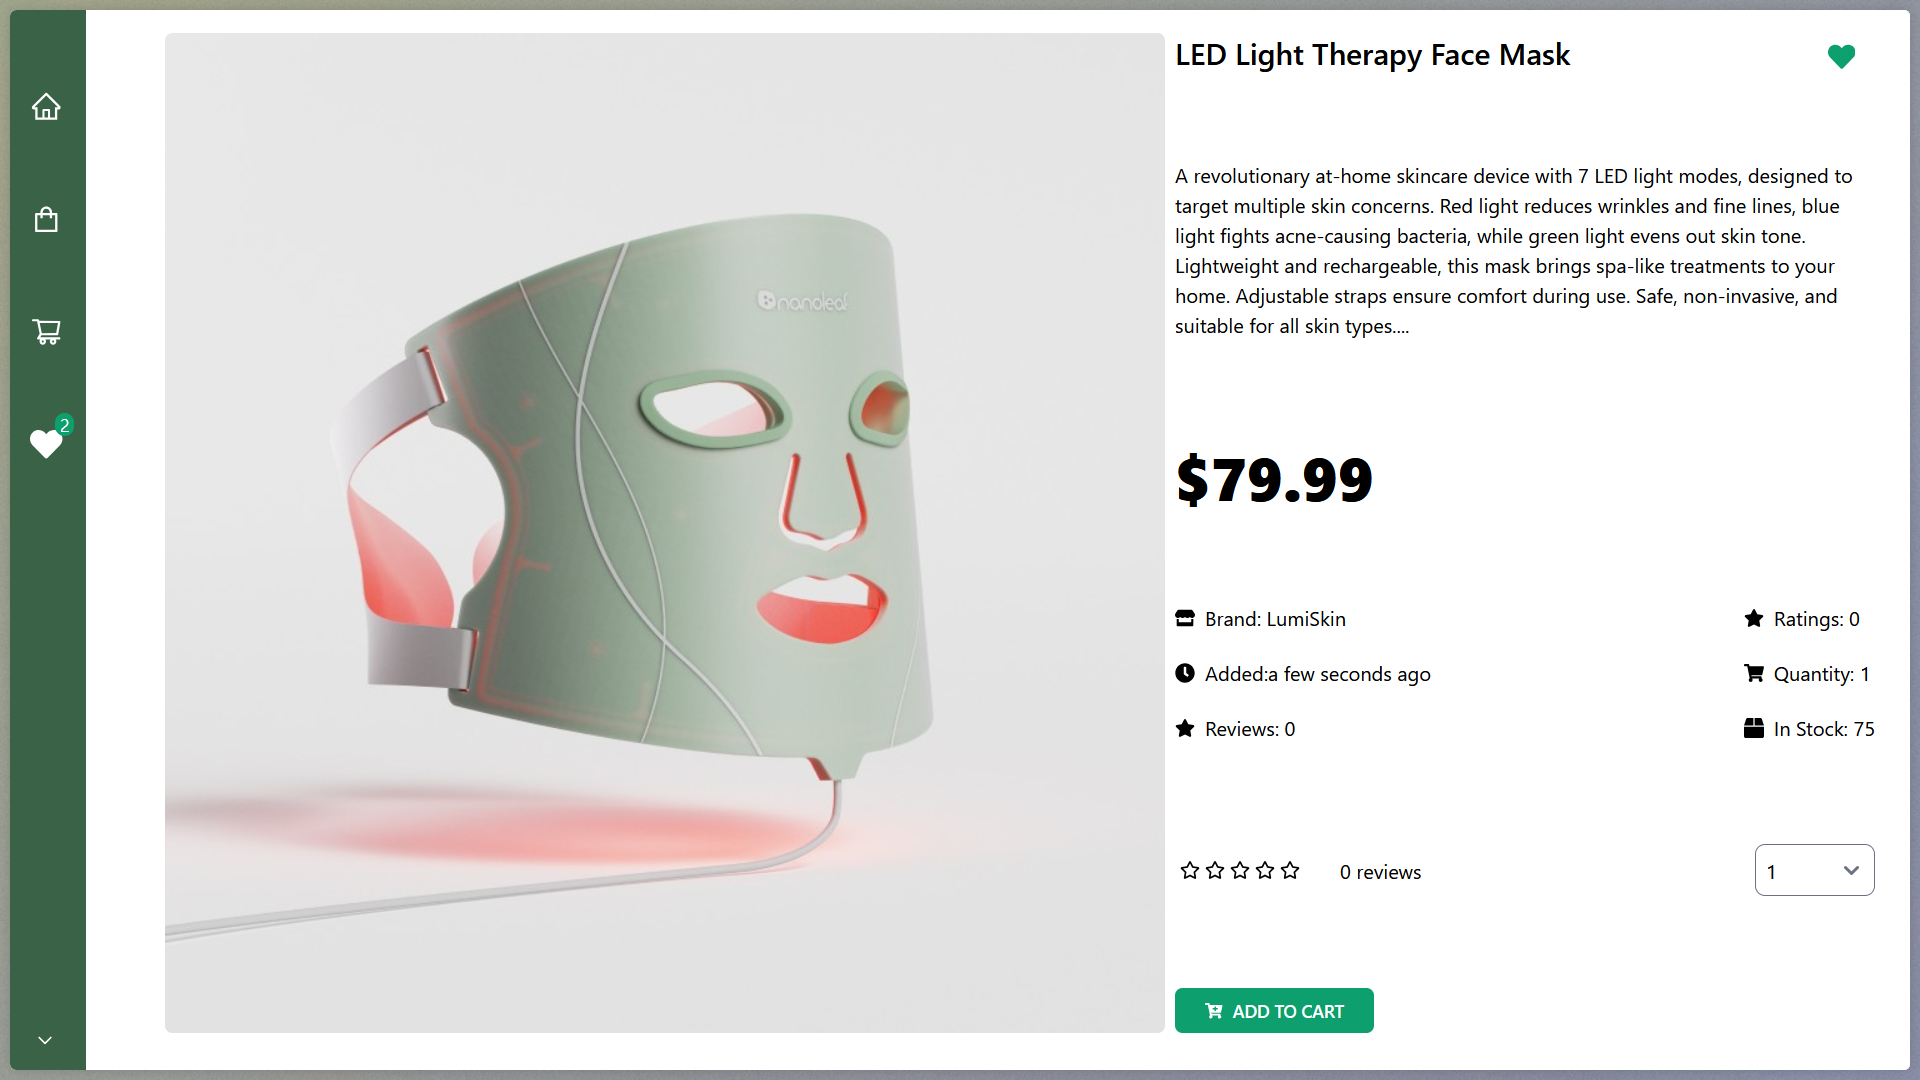 LED Light Therapy Face Mask
A revolutionary at-home skincare device with 7 LED light modes, designed to
target multiple skin concerns. Red light reduces wrinkles and fine lines, blue
light fights acne-causing bacteria, while green light evens out skin tone.
Lightweight and rechargeable, this mask brings spa-like treatments to your
home. Adjustable straps ensure comfort during use. Safe, non-invasive, and
suitable for all skin types....
nanoleaf
2
$79.99
Brand: LumiSkin
Ratings: 0
Added:a few seconds ago
Quantity: 1
Reviews: 0
In Stock: 75
0 reviews
1
ADD TO CART